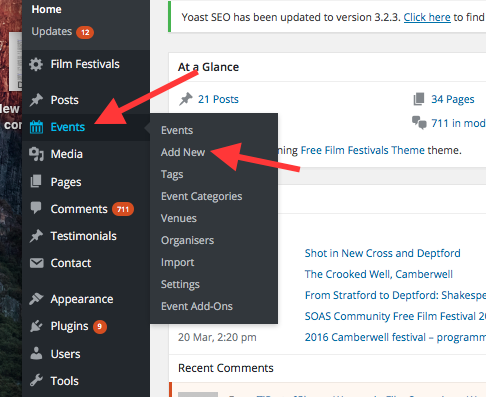 Home
Updates 12
Film Festivals
Posts
Events
Media
Pages
Comments 711
Testimonials
Contact
Appearance
Plugins 9
Users
Tools
Events
Add New
Tags
Event Categories
Venues
Organisers
Import
Settings
Event Add-Ons
Yoast SEO has been updated to version 3.2.3. Click here to find
At a Glance
21 Posts
34 Pages
711 in mod
ning Free Film Festivals Theme theme.
Shot in New Cross and Deptford
The Crooked Well, Camberwell
From Stratford to Deptford: Shakespe
SOAS Community Free Film Festival 20
20 Mar, 2:20 pm
2016 Camberwell festival – programm
Recent Comments